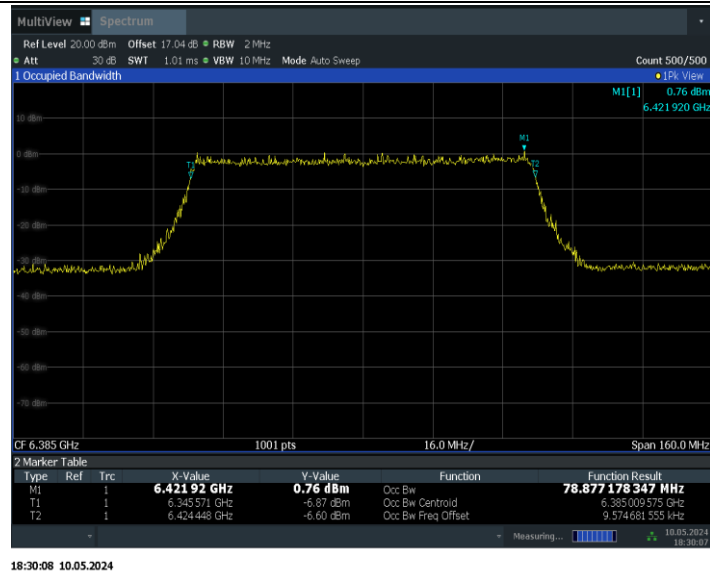 MultiView Spectrum
Ref Level 20.00 dBm Offset 17.04 dB RBW 2 MHz
Att 30 dB SWT 1.01 ms VBW 10 MHz Mode Auto Sweep Count 500/500
1 Occupied Bandwidth 1Pk View
M1[1] 0.76 dBm
6.421 920 GHz
10 dBm
M1
0 dBm
T1 T2
-10 dBm
-20 dBm
-30 dBm
-40 dBm
-50 dBm
-60 dBm
-70 dBm
CF 6.385 GHz 1001 pts 16.0 MHz/ Span 160.0 MHz
2 Marker Table
Type Ref Trc X-Value Y-Value Function Function Result
M1 1 6.421 92 GHz 0.76 dBm Occ Bw 78.877 178 347 MHz
T1 1 6.345 571 GHz -6.87 dBm Occ Bw Centroid 6.385 009 575 GHz
T2 1 6.424 448 GHz -6.60 dBm Occ Bw Freq Offset 9.574 681 555 kHz
Measuring... 10.05.2024
18:30:07
18:30:08 10.05.2024